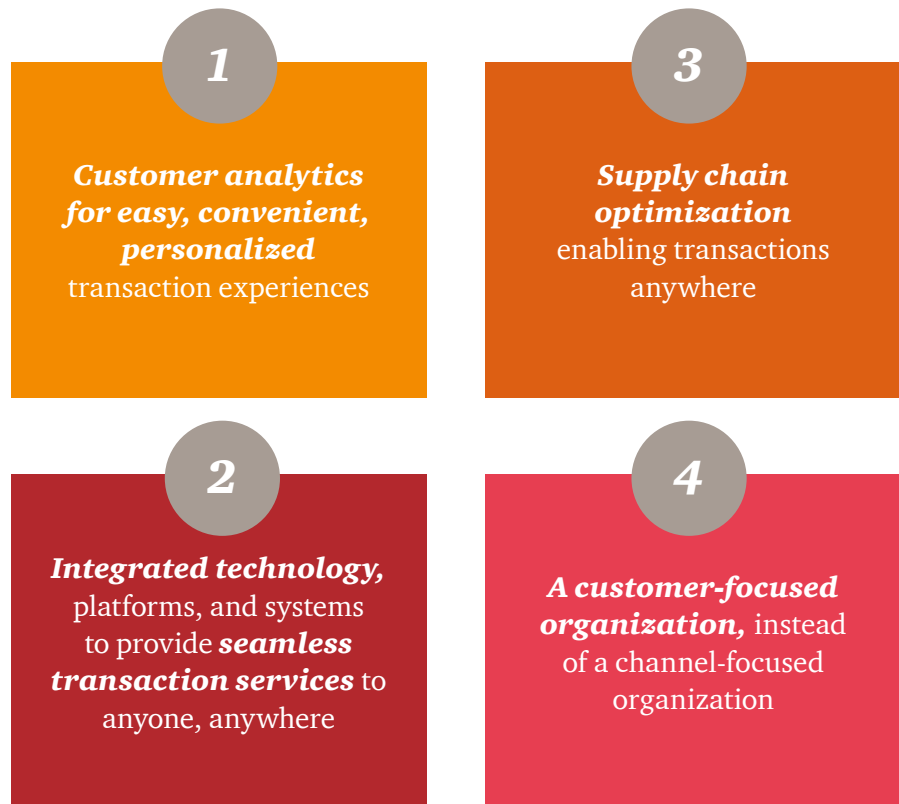 1
Customer analytics
for easy, convenient,
personalized
transaction experiences
2
Integrated technology,
platforms, and systems
to provide seamless
transaction services to
anyone, anywhere
3
Supply chain
optimization
enabling transactions
anywhere
4
A customer-focused
organization, instead
of a channel-focused
organization